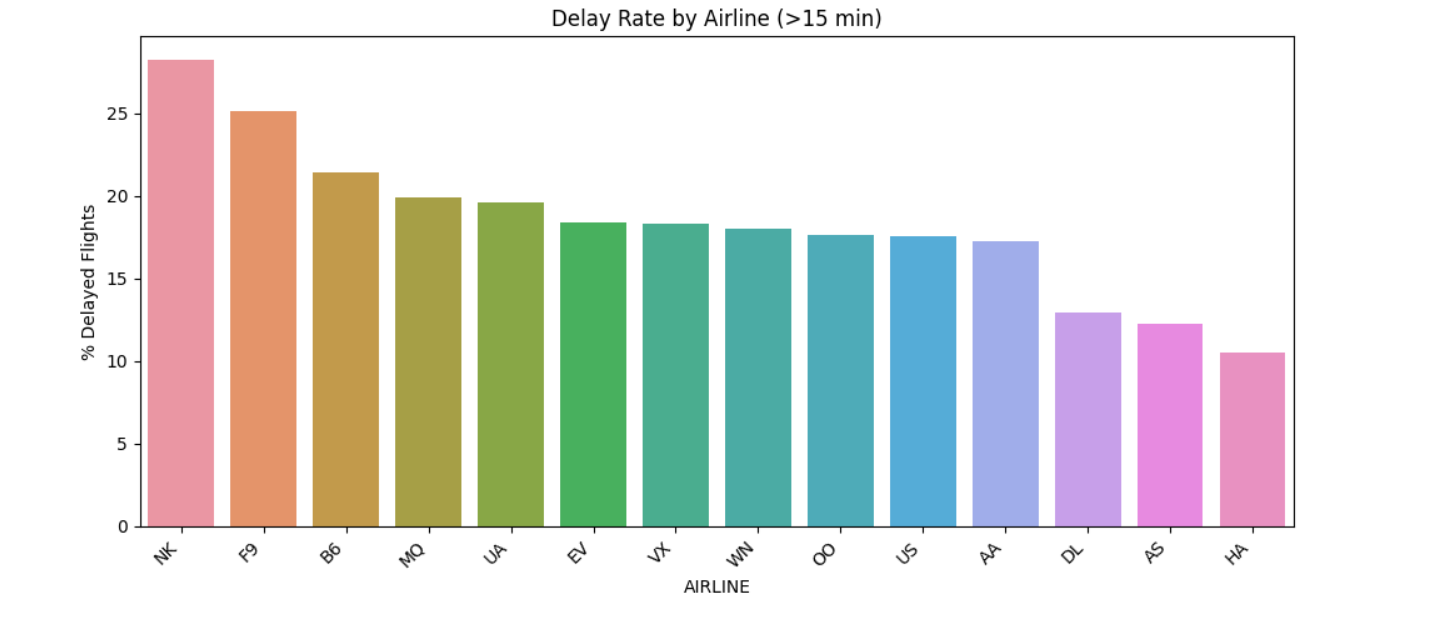 Delay Rate by Airline (>15 min)
% Delayed Flights
25
20
15
10
5
0
NK F9 B6 MQ UA EV VX WN OO US AA DL AS HA
AIRLINE